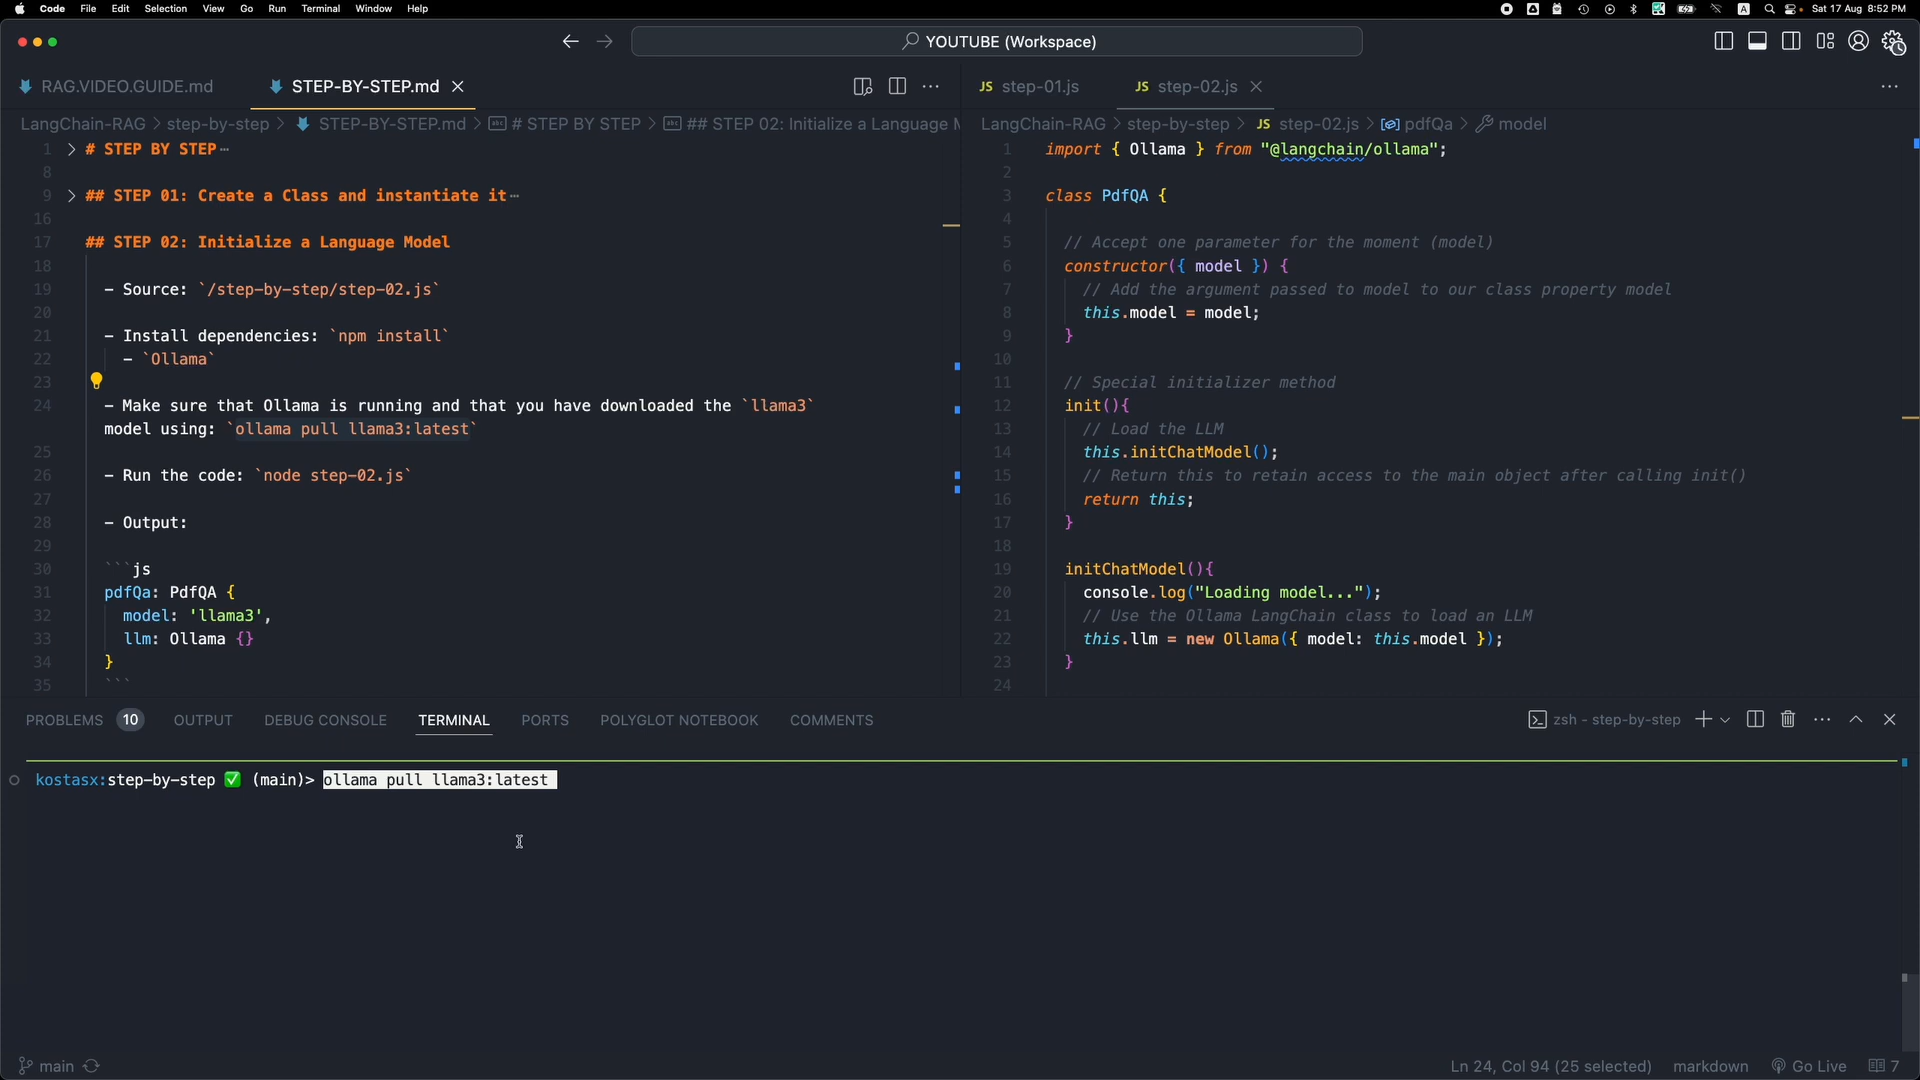 Code File Edit Selection View Go Run Terminal Window Help
A Sat 17 Aug 8:52 PM
YOUTUBE (Workspace)
RAG.VIDEO.GUIDE.md STEP-BY-STEP.md
LangChain-RAG > step-by-step > STEP-BY-STEP.md > # STEP BY STEP > ## STEP 02: Initialize a Language M
1 > # STEP BY STEP…
8
9 > ## STEP 01: Create a Class and instantiate it…
16
17 ## STEP 02: Initialize a Language Model
18
19 - Source: `/step-by-step/step-02.js`
20
21 - Install dependencies: `npm install`
22 - `Ollama`
23
24 - Make sure that Ollama is running and that you have downloaded the `llama3`
model using: `ollama pull llama3:latest`
25
26 - Run the code: `node step-02.js`
27
28 - Output:
29
30 ```js
31 pdfQa: PdfQA {
32 model: 'llama3',
33 llm: Ollama {}
34 }
35 ```
JS step-01.js JS step-02.js
LangChain-RAG > step-by-step > JS step-02.js > pdfQa > model
1 import { Ollama } from "@langchain/ollama";
2
3 class PdfQA {
4
5 // Accept one parameter for the moment (model)
6 constructor({ model }) {
7 // Add the argument passed to model to our class property model
8 this.model = model;
9 }
10
11 // Special initializer method
12 init(){
13 // Load the LLM
14 this.initChatModel();
15 // Return this to retain access to the main object after calling init()
16 return this;
17 }
18
19 initChatModel(){
20 console.log("Loading model...");
21 // Use the Ollama LangChain class to load an LLM
22 this.llm = new Ollama({ model: this.model });
23 }
24
PROBLEMS 10 OUTPUT DEBUG CONSOLE TERMINAL PORTS POLYGLOT NOTEBOOK COMMENTS
zsh - step-by-step
kostasx:step-by-step ✅ (main)> ollama pull llama3:latest
main
Ln 24, Col 94 (25 selected) markdown Go Live 7